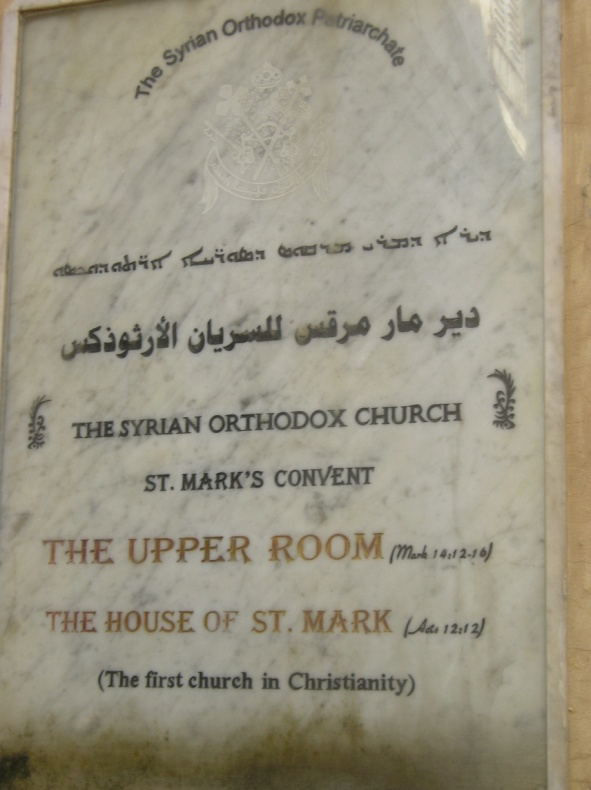 The Syrian Orthodox Patriarchate
دير مار مرقس للسريان الأرثوذكس
THE SYRIAN ORTHODOX CHURCH
ST. MARK'S CONVENT
THE UPPER ROOM (Mark 14:12-16)
THE HOUSE OF ST. MARK (Acts 12:12)
(The first church in Christianity)